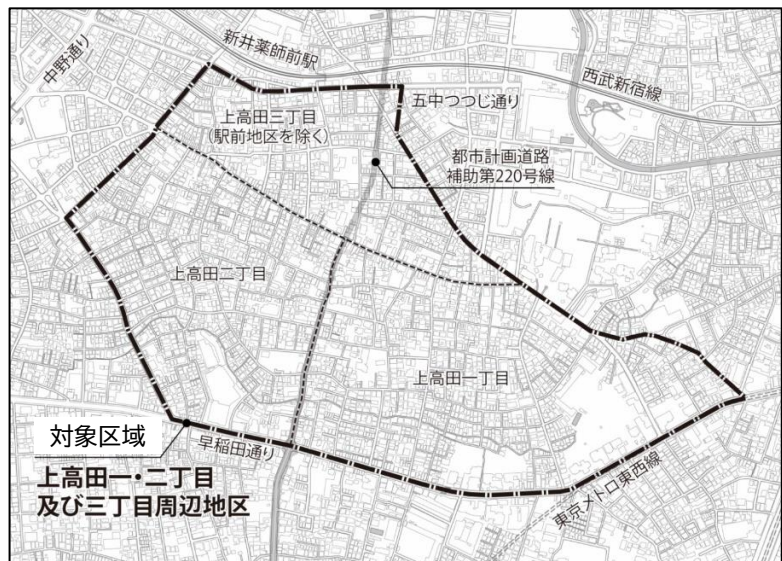 中野通り
新井薬師前駅
西武新宿線
上高田三丁目
(駅前地区を除く)
五中つつじ通り
都市計画道路
補助第220号線
上高田二丁目
上高田一丁目
対象区域
早稲田通り
上高田一・二丁目
及び三丁目周辺地区
東京メトロ東西線